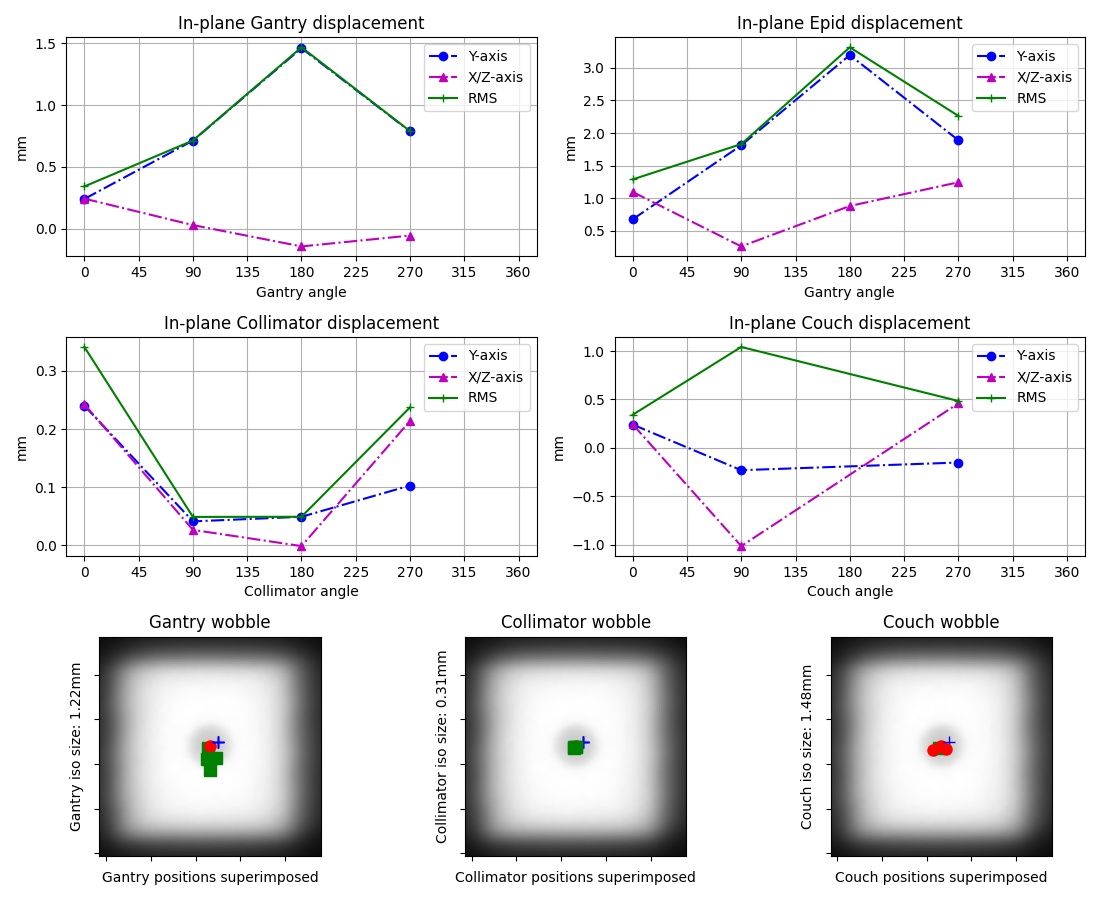 In-plane Gantry displacement
mm
1.5
1.0
0.5
0.0
Y-axis
X/Z-axis
RMS
0 45 90 135 180 225 270 315 360
Gantry angle
In-plane Epid displacement
mm
3.0
2.5
2.0
1.5
1.0
0.5
Y-axis
X/Z-axis
RMS
0 45 90 135 180 225 270 315 360
Gantry angle
In-plane Collimator displacement
mm
0.3
0.2
0.1
0.0
Y-axis
X/Z-axis
RMS
0 45 90 135 180 225 270 315 360
Collimator angle
In-plane Couch displacement
mm
1.0
0.5
0.0
−0.5
−1.0
Y-axis
X/Z-axis
RMS
0 45 90 135 180 225 270 315 360
Couch angle
Gantry wobble
Gantry iso size: 1.22mm
Gantry positions superimposed
Collimator wobble
Collimator iso size: 0.31mm
Collimator positions superimposed
Couch wobble
Couch iso size: 1.48mm
Couch positions superimposed